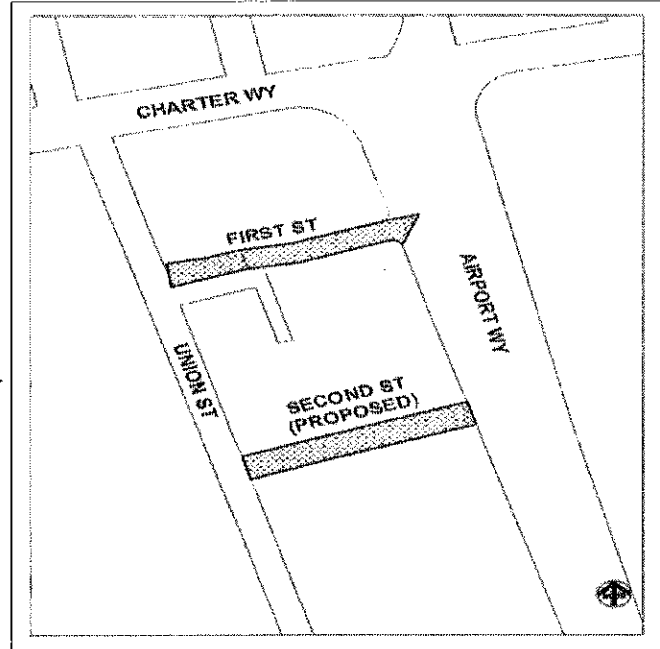 CHARTER WY
FIRST ST
AIRPORT WY
UNION ST
SECOND ST
(PROPOSED)